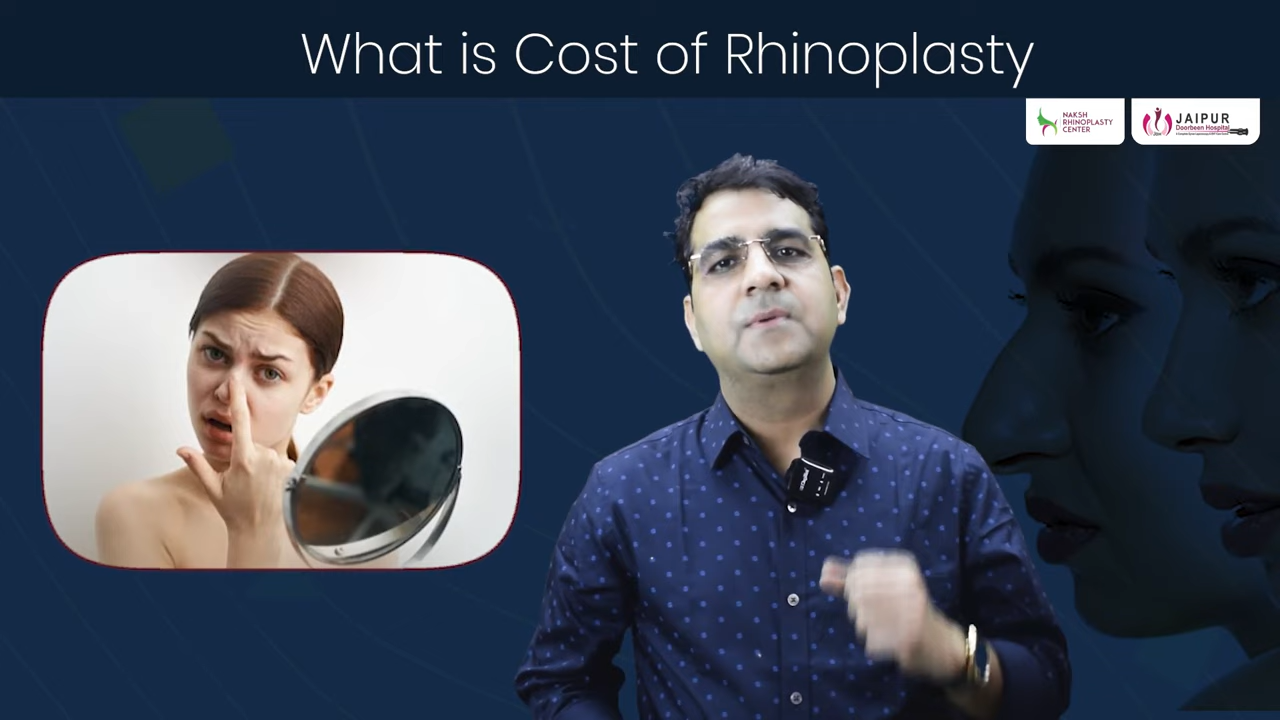 What is Cost of Rhinoplasty
NAKSH
RHINOPLASTY
CENTER
JAIPUR
Doorbeen Hospital